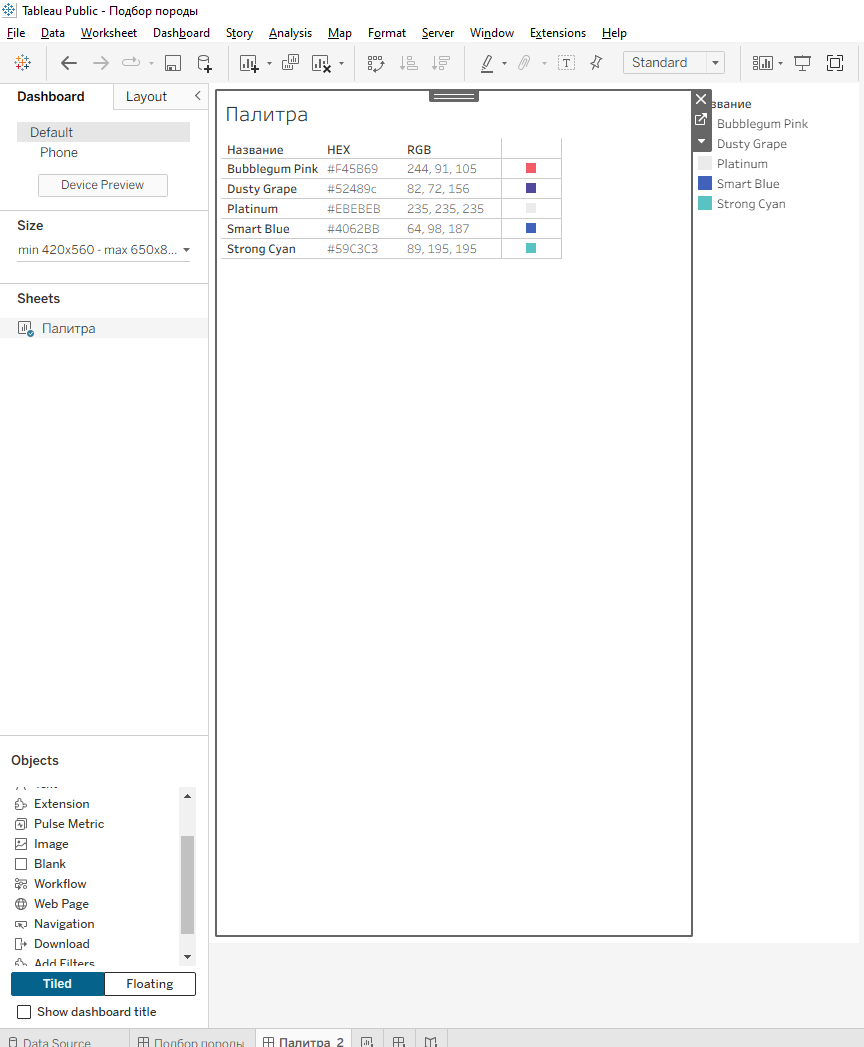 Tableau Public - Подбор породы
File Data Worksheet Dashboard Story Analysis Map Format Server Window Extensions Help
Standard
Dashboard Layout
Default
Phone
Device Preview
Size
min 420x560 - max 650x8...
Sheets
Палитра
Палитра
Название HEX RGB
Bubblegum Pink #F45B69 244, 91, 105
Dusty Grape #52489c 82, 72, 156
Platinum #EBEBEB 235, 235, 235
Smart Blue #4062BB 64, 98, 187
Strong Cyan #59C3C3 89, 195, 195
Bubblegum Pink
Dusty Grape
Platinum
Smart Blue
Strong Cyan
Objects
Extension
Pulse Metric
Image
Blank
Workflow
Web Page
Navigation
Download
Add Filters
Tiled Floating
Show dashboard title
Data Source Подбор породы Палитра 2